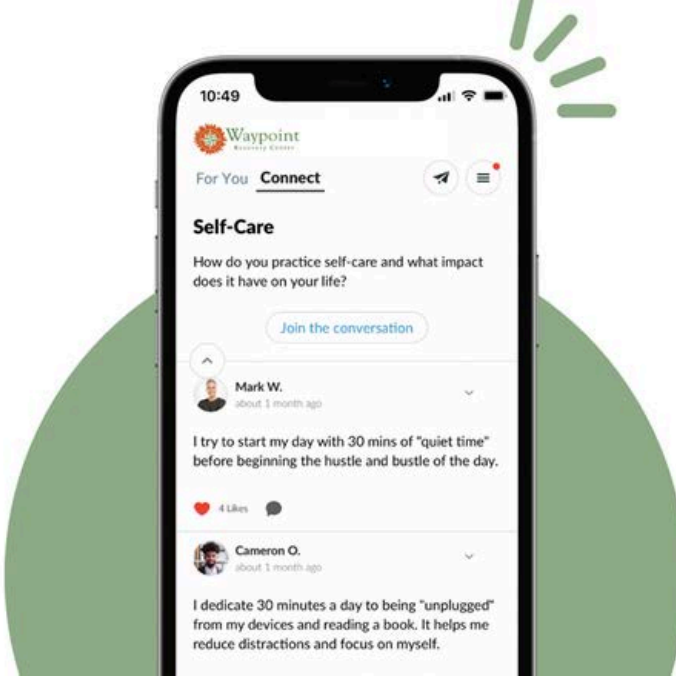 10:49
Waypoint
Recovery Center
For You Connect
Self-Care
How do you practice self-care and what impact
does it have on your life?
Join the conversation
Mark W.
about 1 month ago
I try to start my day with 30 mins of "quiet time"
before beginning the hustle and bustle of the day.
4 Likes
Cameron O.
about 1 month ago
I dedicate 30 minutes a day to being "unplugged"
from my devices and reading a book. It helps me
reduce distractions and focus on myself.